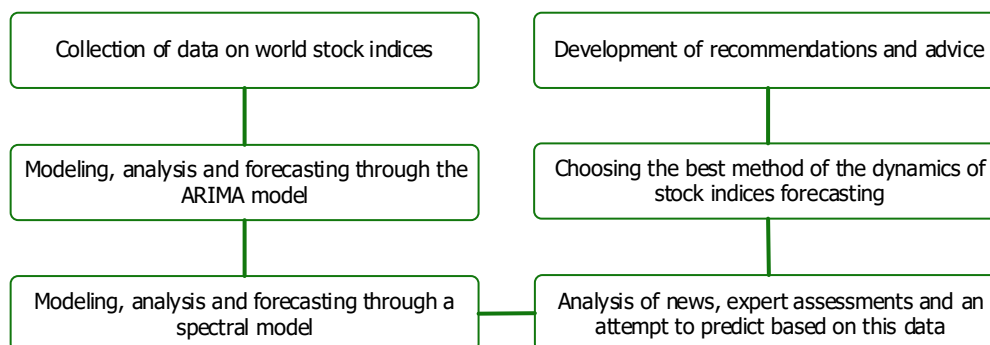 Collection of data on world stock indices
Modeling, analysis and forecasting through the
ARIMA model
Modeling, analysis and forecasting through a
spectral model
Development of recommendations and advice
Choosing the best method of the dynamics of
stock indices forecasting
Analysis of news, expert assessments and an
attempt to predict based on this data